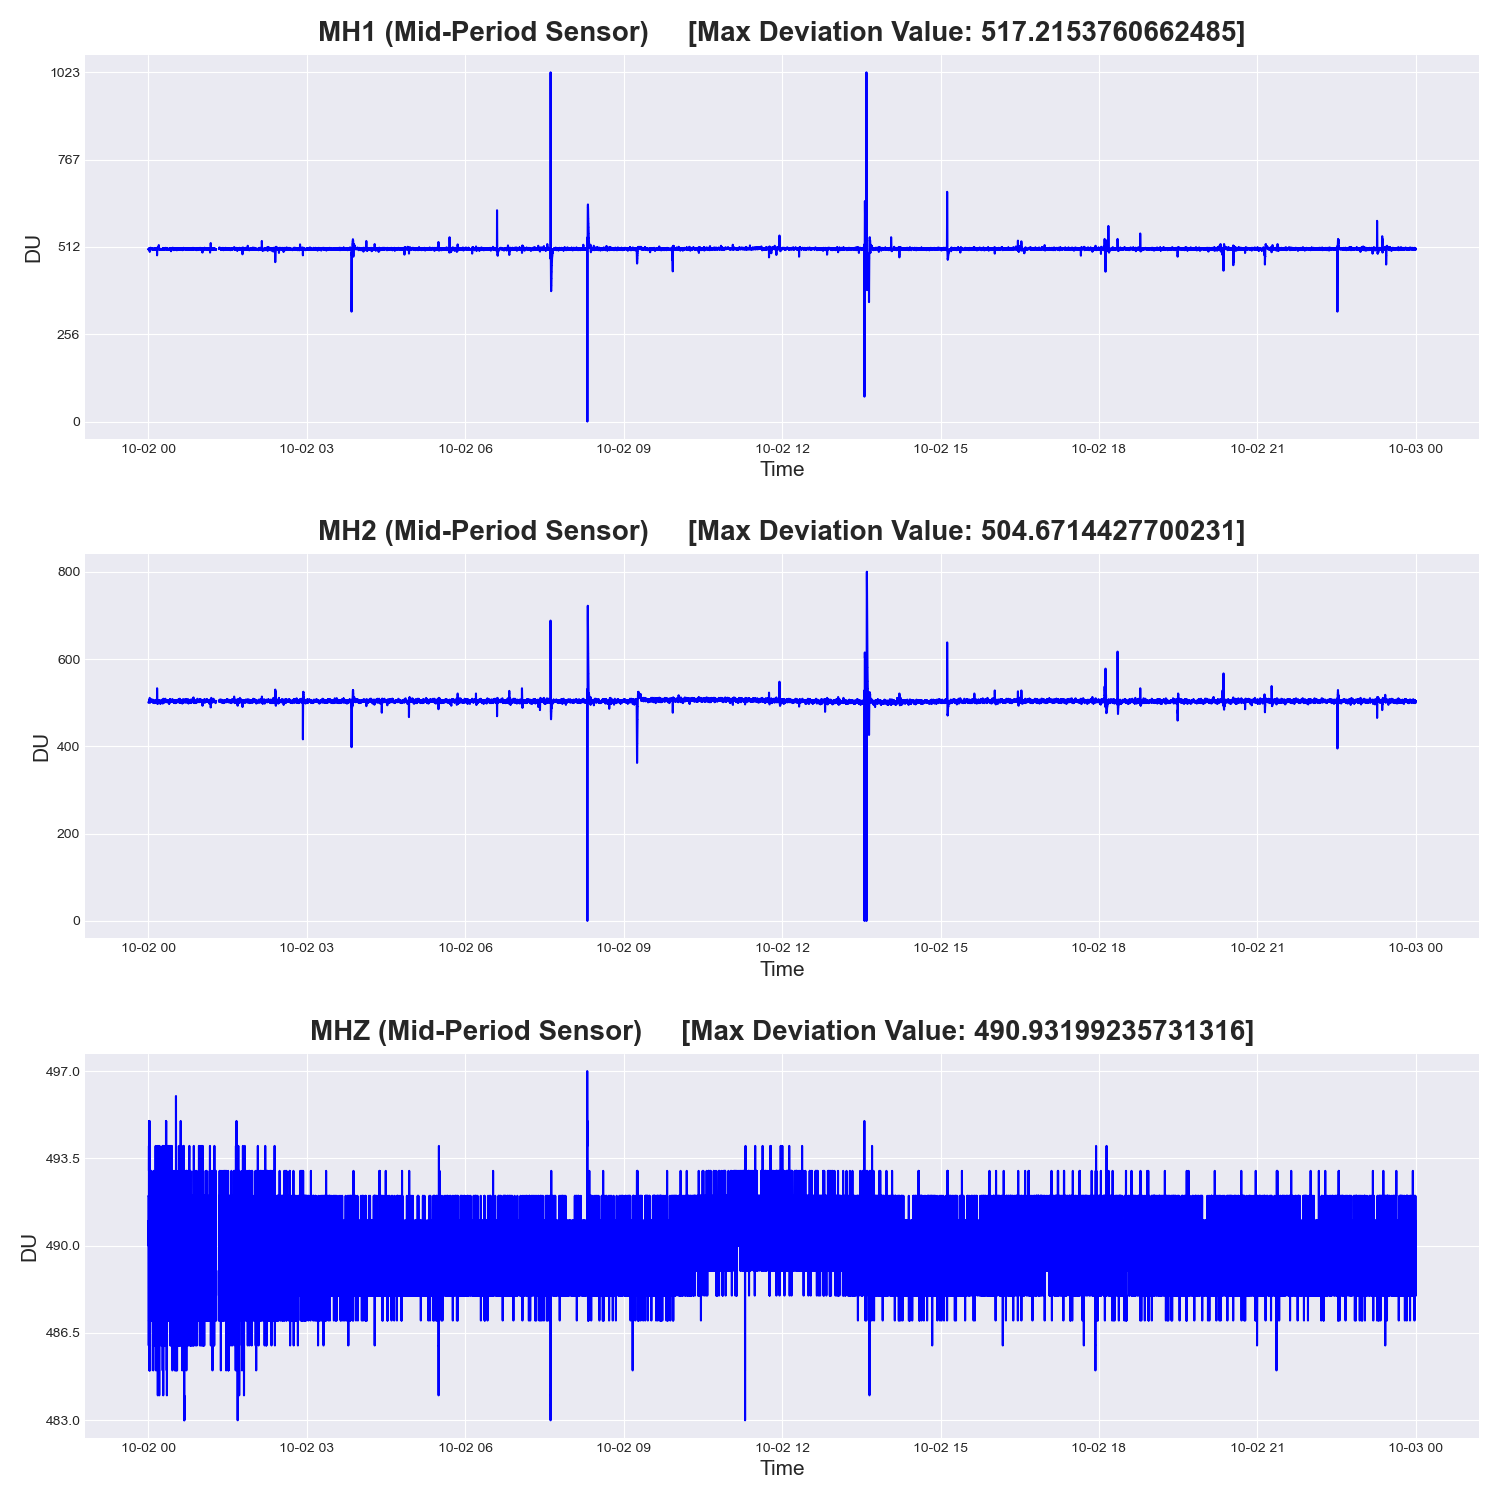 MH1 (Mid-Period Sensor) [Max Deviation Value: 517.2153760662485]
1023
767
512
256
0
DU
10-02 00 10-02 03 10-02 06 10-02 09 10-02 12 10-02 15 10-02 18 10-02 21 10-03 00
Time
MH2 (Mid-Period Sensor) [Max Deviation Value: 504.6714427700231]
800
600
400
200
0
DU
10-02 00 10-02 03 10-02 06 10-02 09 10-02 12 10-02 15 10-02 18 10-02 21 10-03 00
Time
MHZ (Mid-Period Sensor) [Max Deviation Value: 490.93199235731316]
497.0
493.5
490.0
486.5
483.0
DU
10-02 00 10-02 03 10-02 06 10-02 09 10-02 12 10-02 15 10-02 18 10-02 21 10-03 00
Time